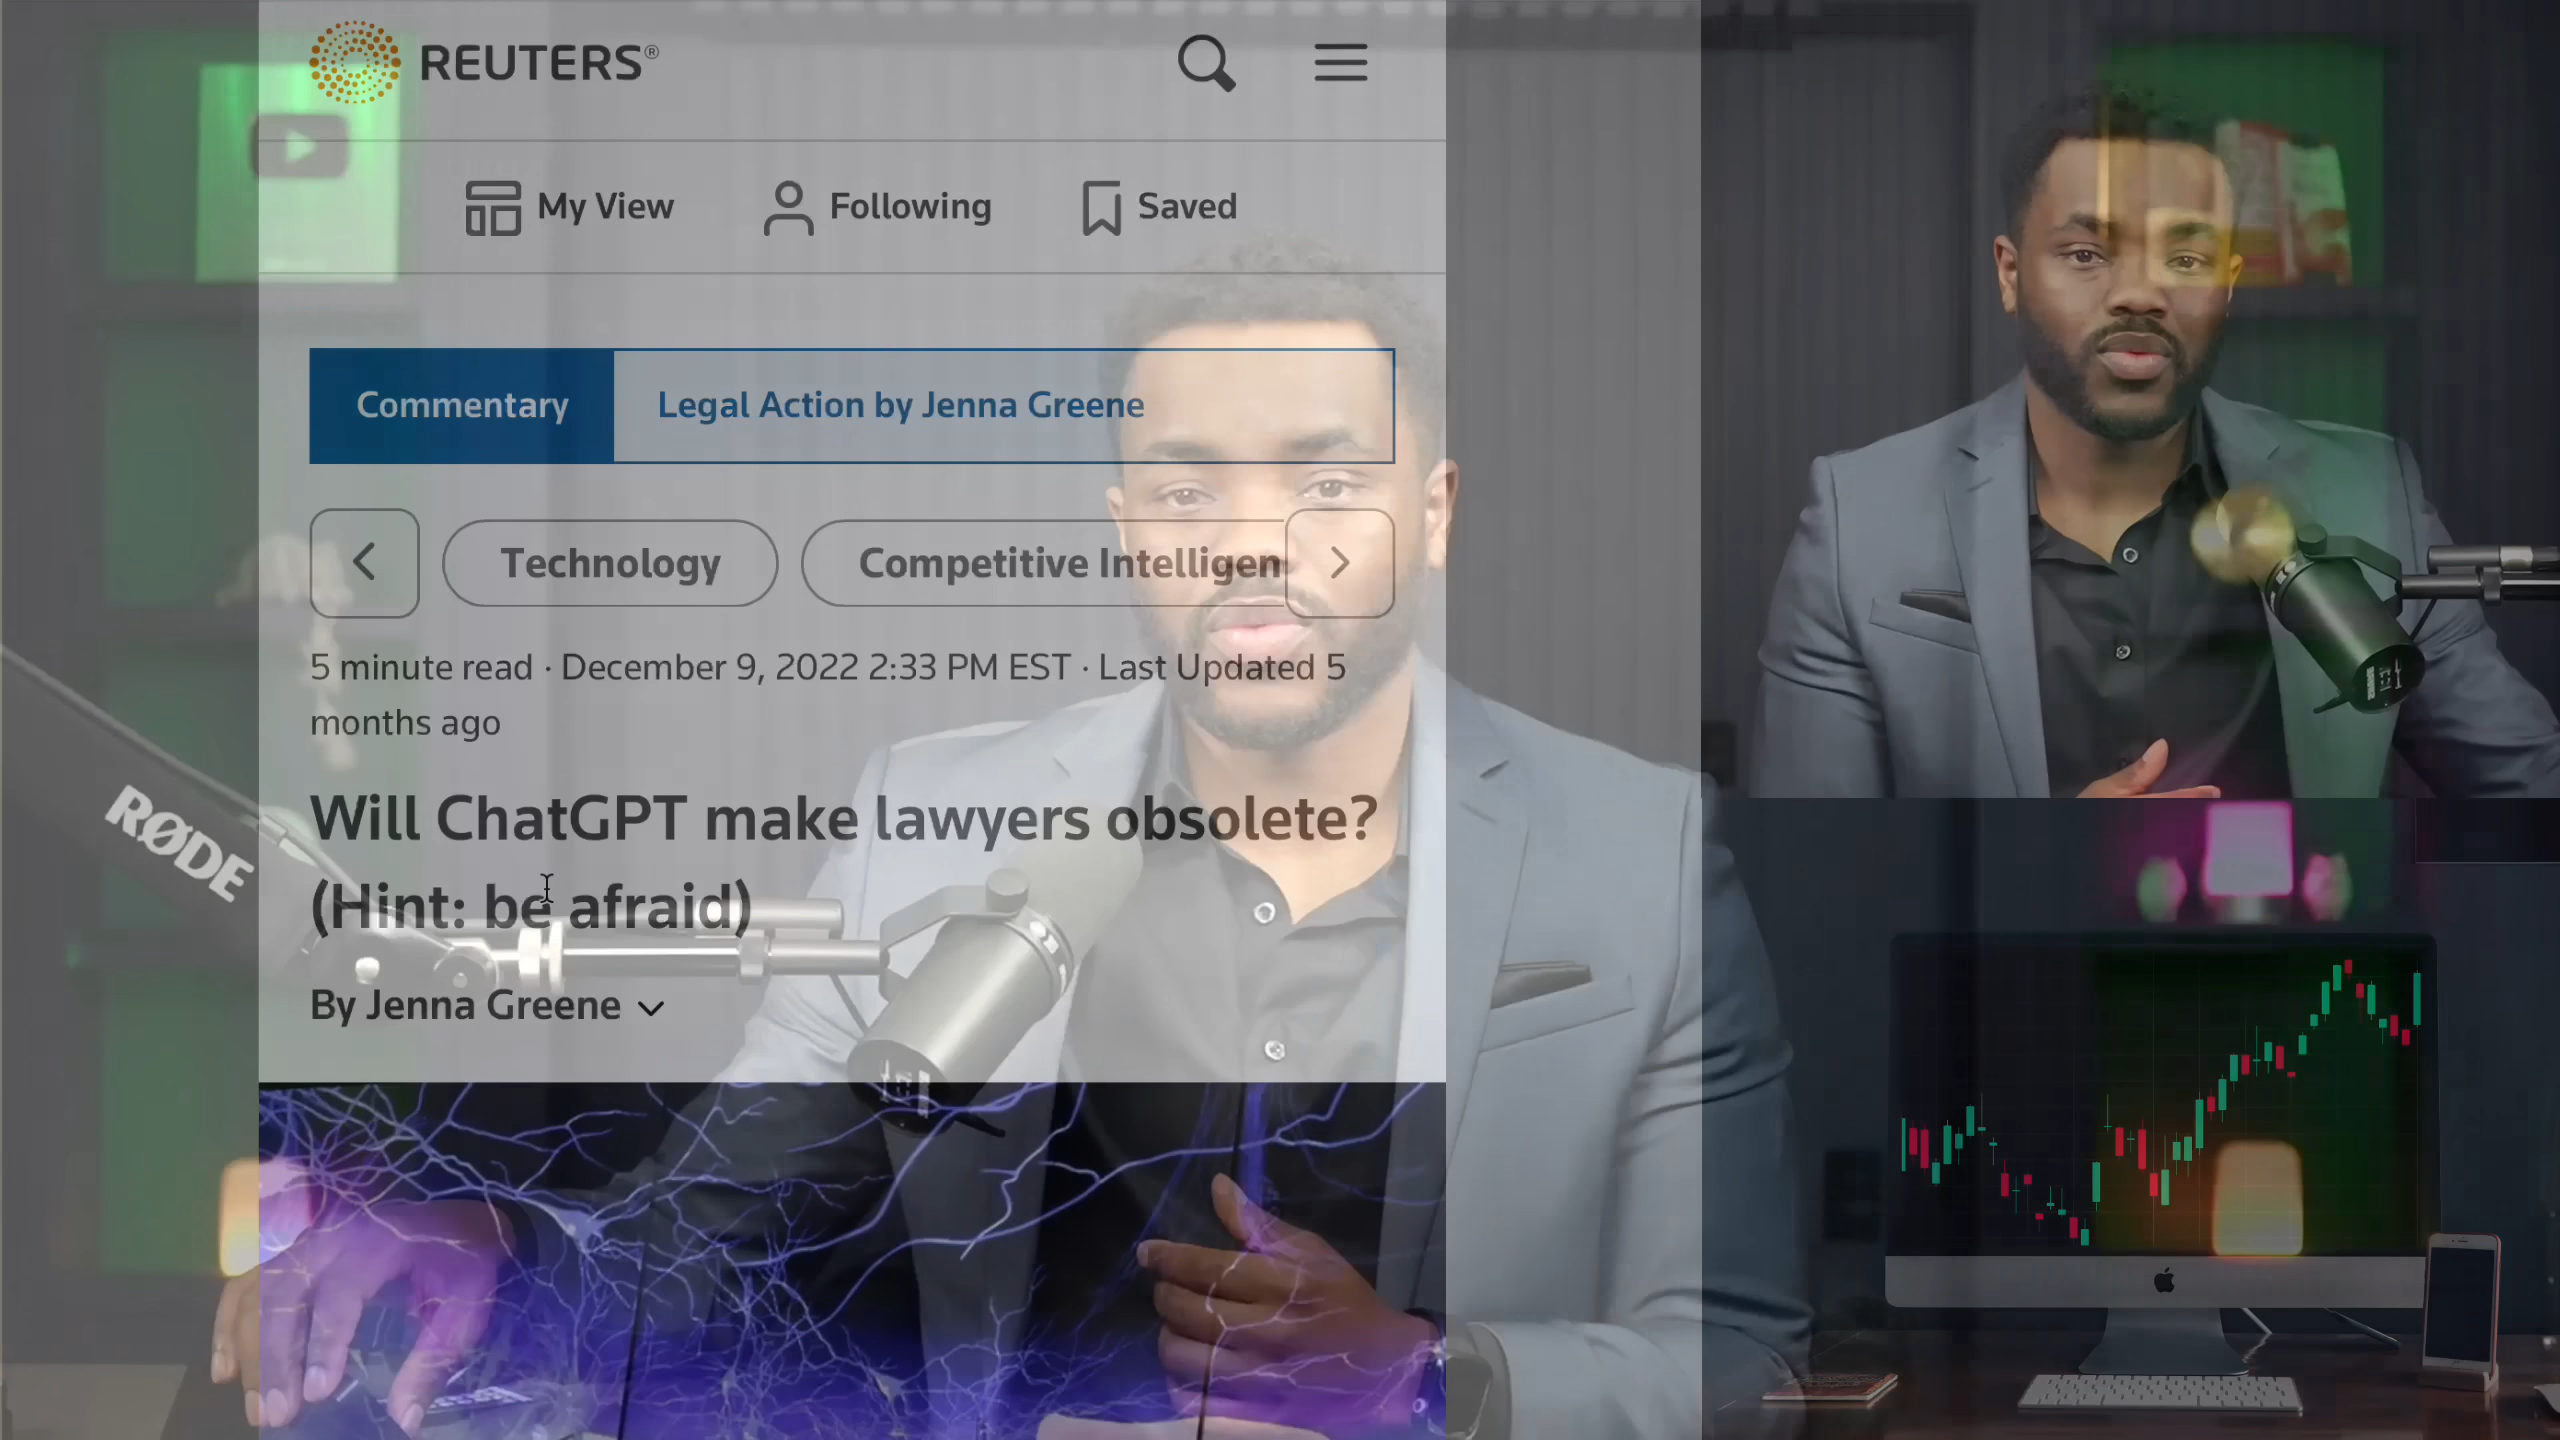 REUTERS®
My View Following Saved
Commentary Legal Action by Jenna Greene
Technology Competitive Intelligen
5 minute read · December 9, 2022 2:33 PM EST · Last Updated 5
months ago
Will ChatGPT make lawyers obsolete?
(Hint: be afraid)
By Jenna Greene
RØDE